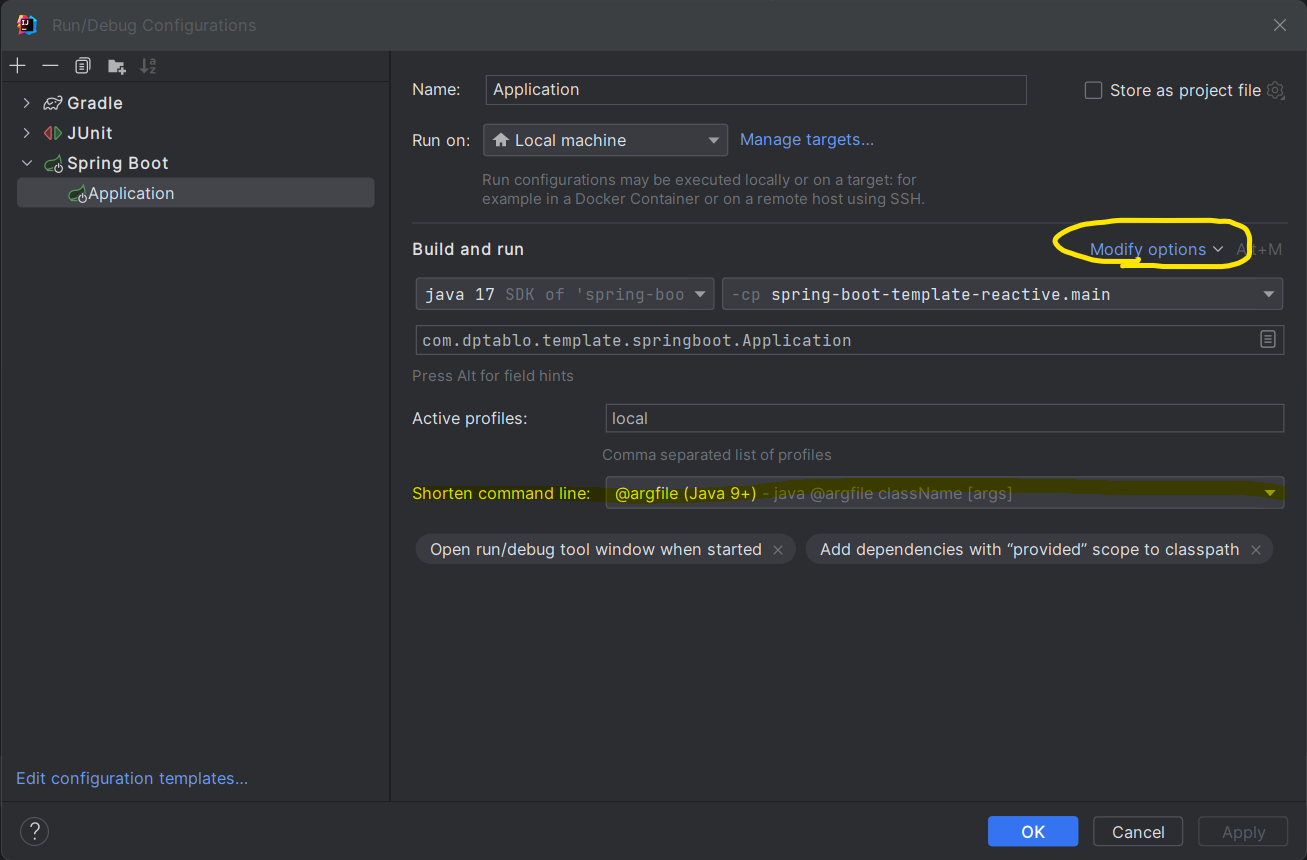 Run/Debug Configurations
Gradle
JUnit
Spring Boot
Application
Edit configuration templates...
Name: Application
Store as project file
Run on: Local machine
Manage targets...
Run configurations may be executed locally or on a target: for
example in a Docker Container or on a remote host using SSH.
Build and run
Modify options Alt+M
java 17 SDK of 'spring-boo
-cp spring-boot-template-reactive.main
com.dptablo.template.springboot.Application
Press Alt for field hints
Active profiles: local
Comma separated list of profiles
Shorten command line: @argfile (Java 9+) - java @argfile className [args]
Open run/debug tool window when started ×
Add dependencies with “provided” scope to classpath ×
?
OK
Cancel
Apply